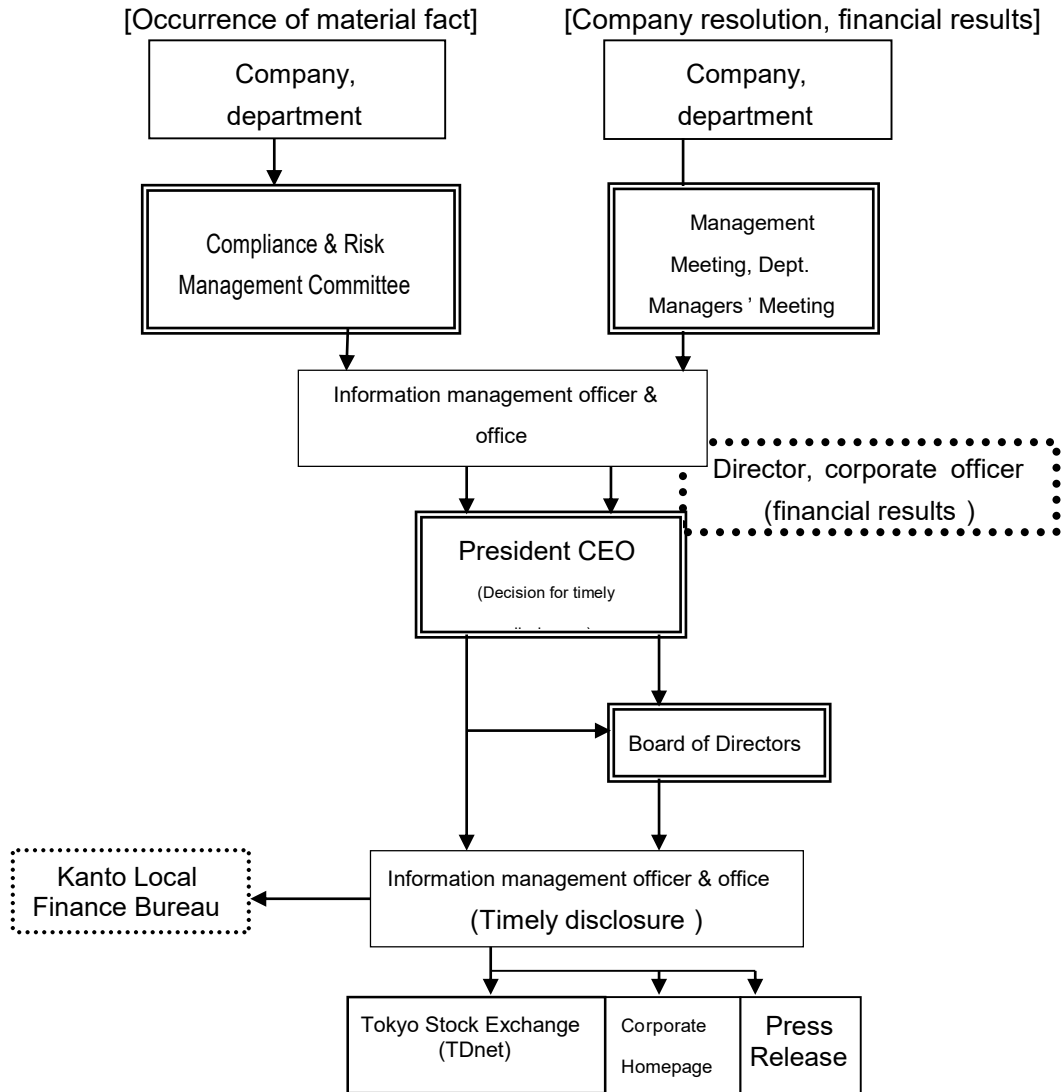 [Occurrence of material fact]
[Company resolution, financial results]
Company,
department
Company,
department
Compliance & Risk
Management Committee
Management
Meeting, Dept.
Managers’ Meeting
Information management officer &
office
Director, corporate officer
(financial results )
President CEO
(Decision for timely
Board of Directors
Kanto Local
Finance Bureau
Information management officer & office
(Timely disclosure )
Tokyo Stock Exchange
(TDnet)
Corporate
Homepage
Press
Release